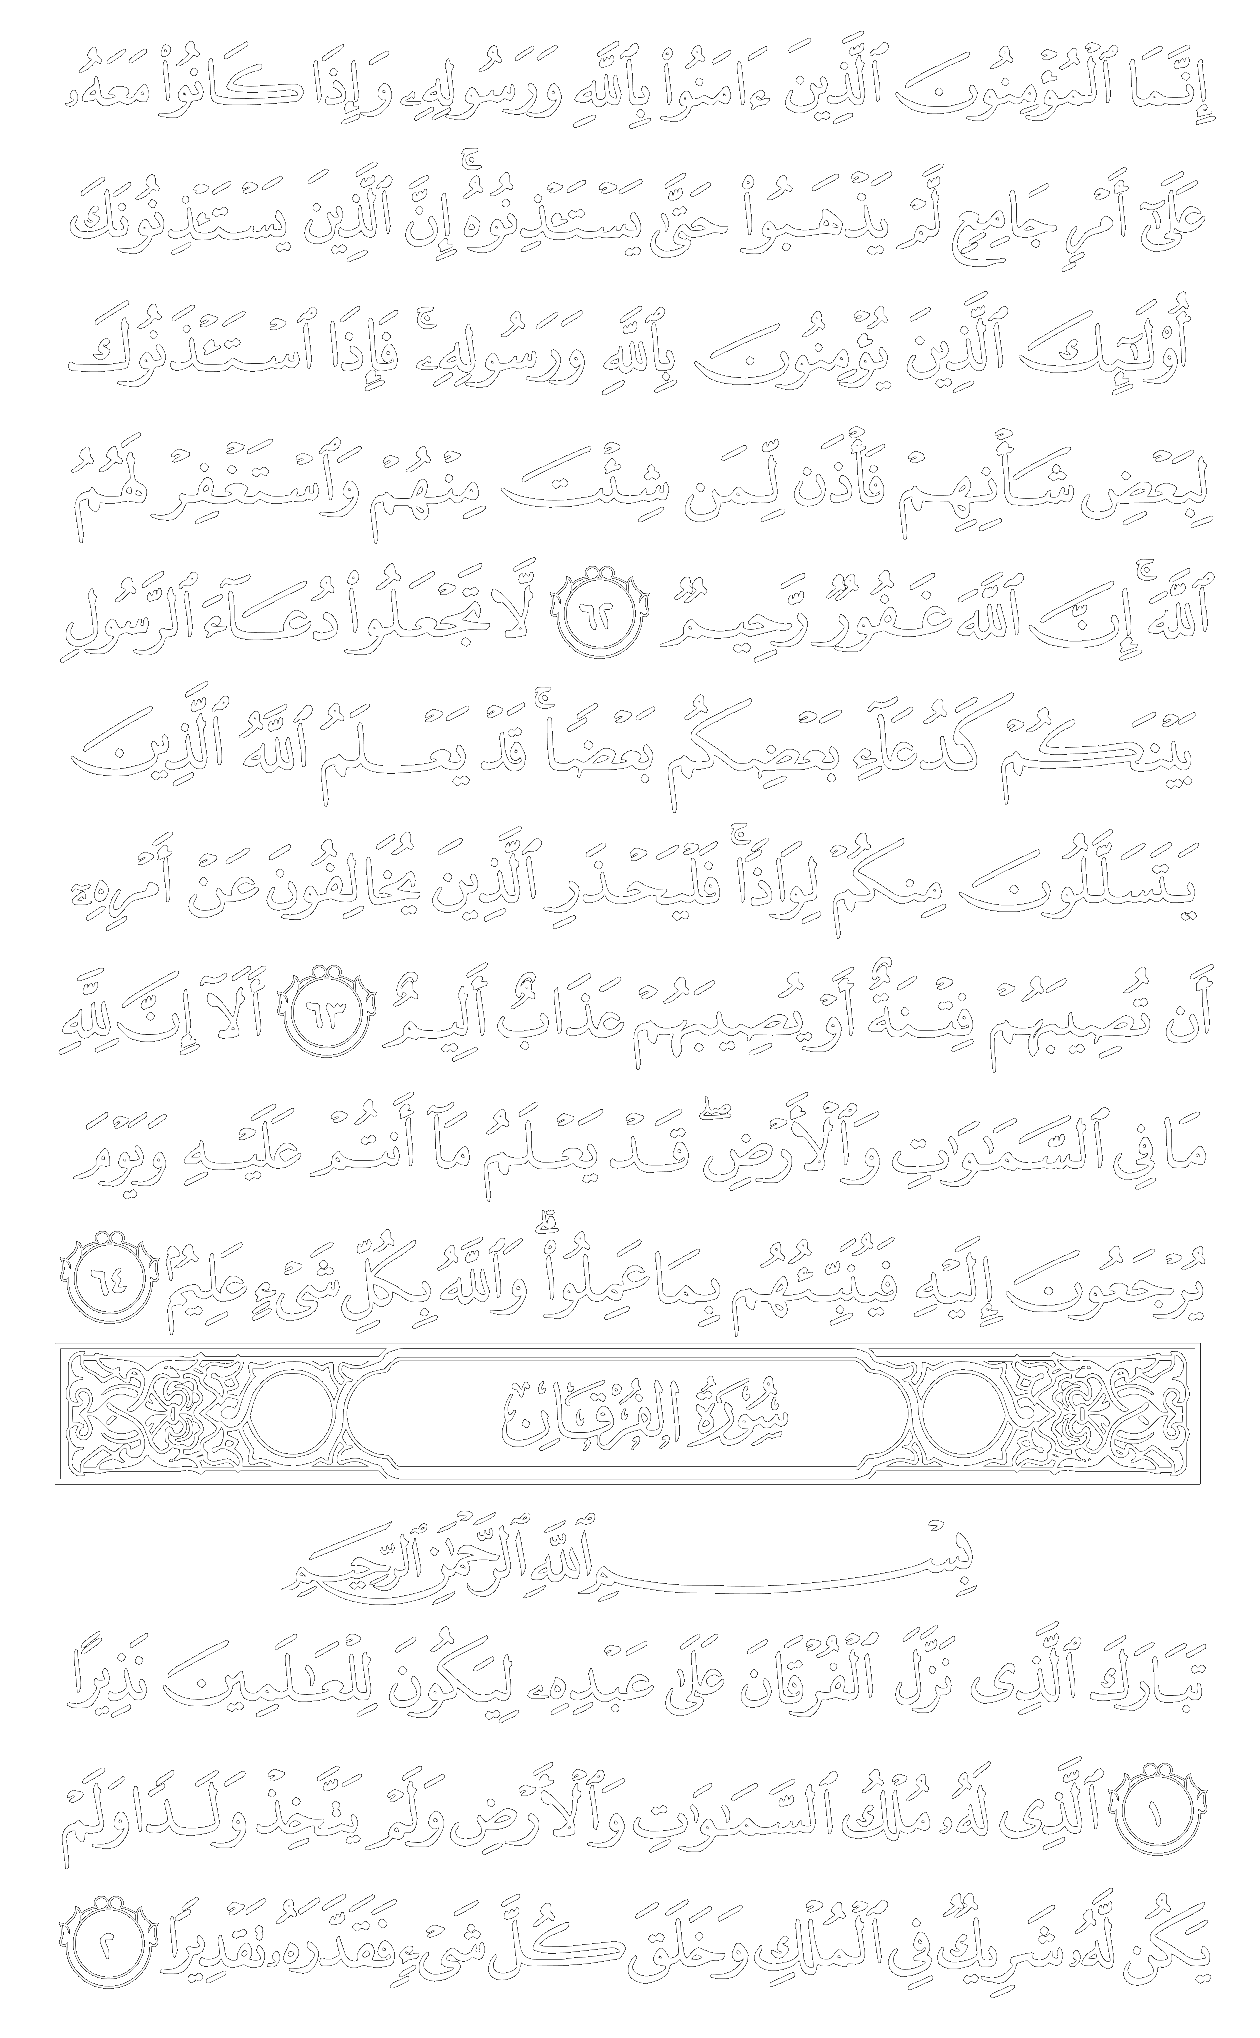 إِنَّمَا ٱلْمُؤْمِنُونَ ٱلَّذِينَ ءَامَنُوا۟ بِٱللَّهِ وَرَسُولِهِۦ وَإِذَا كَانُوا۟ مَعَهُۥ
عَلَىٰٓ أَمْرٍ جَامِعٍ لَّمْ يَذْهَبُوا۟ حَتَّىٰ يَسْتَـْٔذِنُوهُ ۚ إِنَّ ٱلَّذِينَ يَسْتَـْٔذِنُونَكَ
أُو۟لَـٰٓئِكَ ٱلَّذِينَ يُؤْمِنُونَ بِٱللَّهِ وَرَسُولِهِۦ ۚ فَإِذَا ٱسْتَـْٔذَنُوكَ
لِبَعْضِ شَأْنِهِمْ فَأْذَن لِّمَن شِئْتَ مِنْهُمْ وَٱسْتَغْفِرْ لَهُمُ
ٱللَّهَ ۚ إِنَّ ٱللَّهَ غَفُورٌ رَّحِيمٌ ٦٢ لَّا تَجْعَلُوا۟ دُعَآءَ ٱلرَّسُولِ
بَيْنَكُمْ كَدُعَآءِ بَعْضِكُم بَعْضًا ۚ قَدْ يَعْلَمُ ٱللَّهُ ٱلَّذِينَ
يَتَسَلَّلُونَ مِنكُمْ لِوَاذًا ۚ فَلْيَحْذَرِ ٱلَّذِينَ يُخَالِفُونَ عَنْ أَمْرِهِۦٓ
أَن تُصِيبَهُمْ فِتْنَةٌ أَوْ يُصِيبَهُمْ عَذَابٌ أَلِيمٌ ٦٣ أَلَآ إِنَّ لِلَّهِ
مَا فِى ٱلسَّمَـٰوَٰتِ وَٱلْأَرْضِ ۖ قَدْ يَعْلَمُ مَآ أَنتُمْ عَلَيْهِ وَيَوْمَ
يُرْجَعُونَ إِلَيْهِ فَيُنَبِّئُهُم بِمَا عَمِلُوا۟ ۗ وَٱللَّهُ بِكُلِّ شَىْءٍ عَلِيمٌۢ ٦٤
سُورَةُ الفُرْقَانِ
بِسْمِ ٱللَّهِ ٱلرَّحْمَـٰنِ ٱلرَّحِيمِ
تَبَارَكَ ٱلَّذِى نَزَّلَ ٱلْفُرْقَانَ عَلَىٰ عَبْدِهِۦ لِيَكُونَ لِلْعَـٰلَمِينَ نَذِيرًا
١ ٱلَّذِى لَهُۥ مُلْكُ ٱلسَّمَـٰوَٰتِ وَٱلْأَرْضِ وَلَمْ يَتَّخِذْ وَلَدًا وَلَمْ
يَكُن لَّهُۥ شَرِيكٌ فِى ٱلْمُلْكِ وَخَلَقَ كُلَّ شَىْءٍ فَقَدَّرَهُۥ تَقْدِيرًا ٢